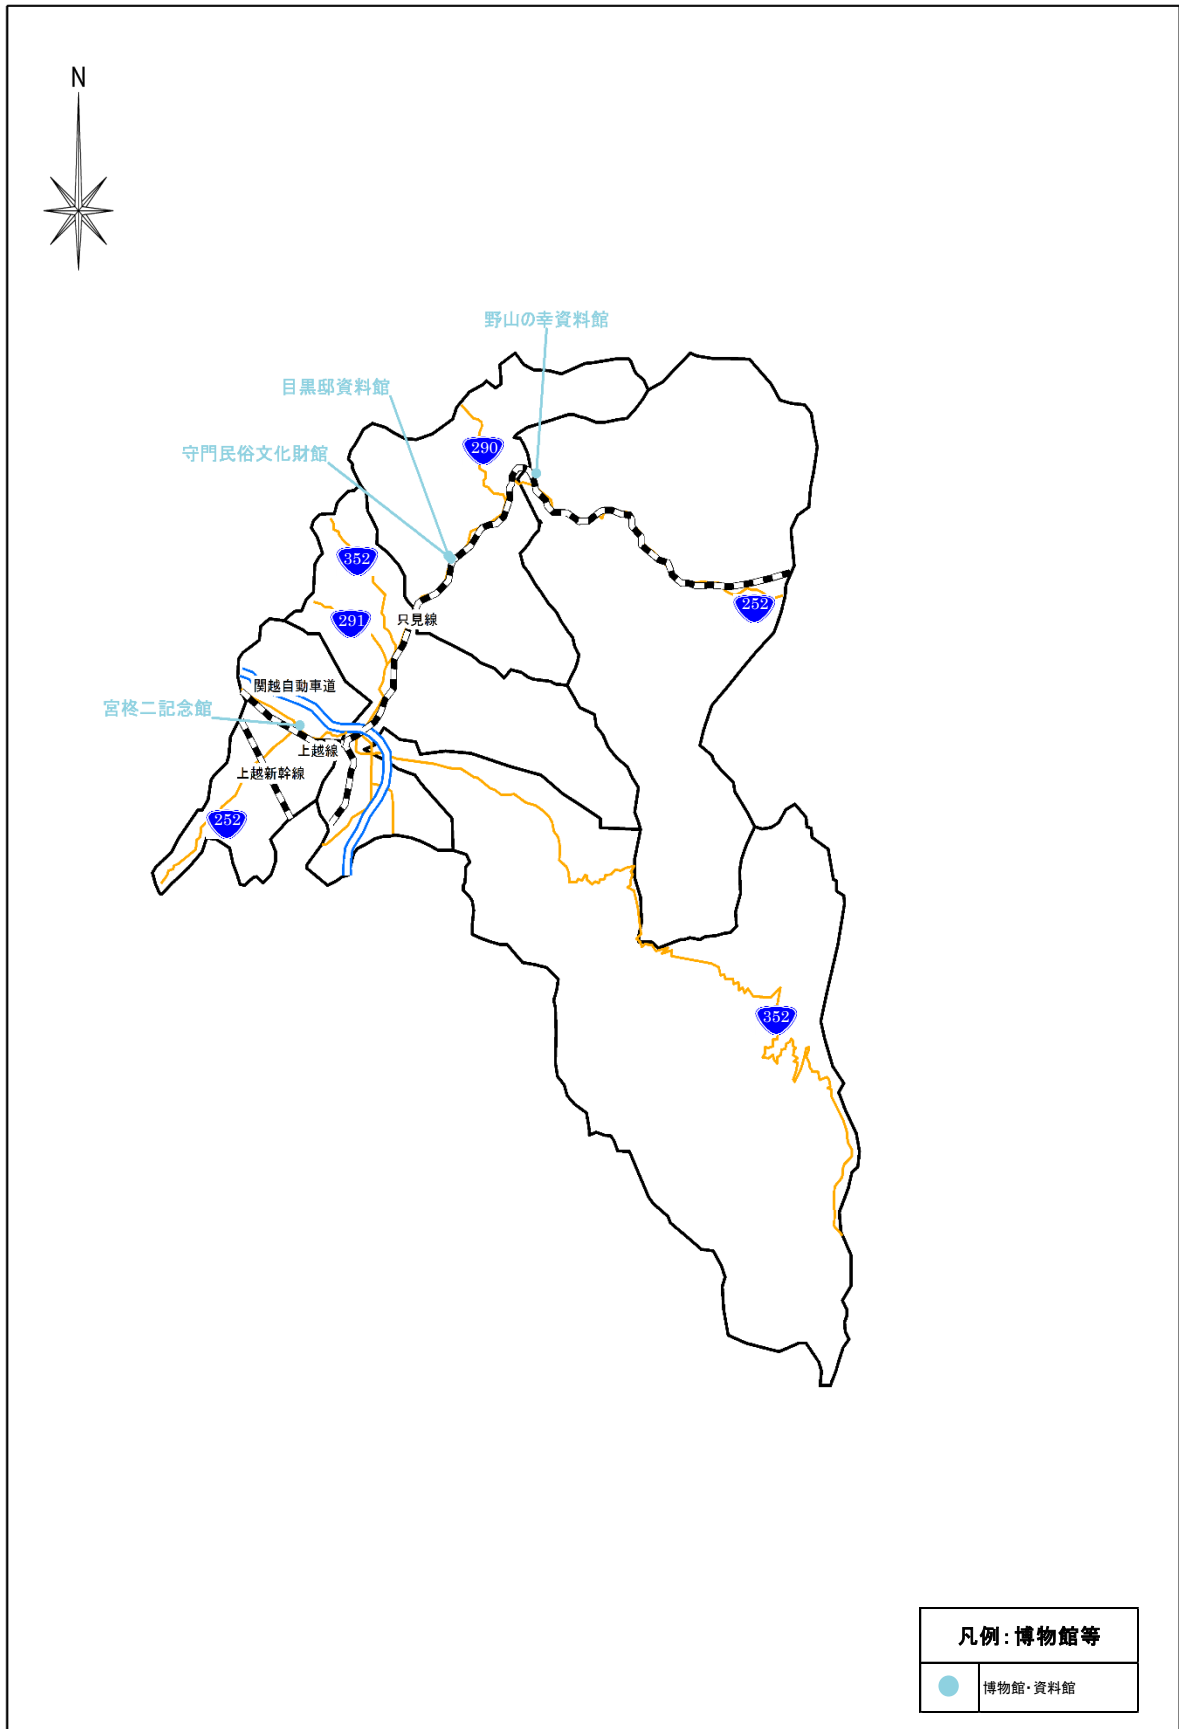 N
野山の幸資料館
目黒邸資料館
290
守門民俗文化財館
352
252
291
只見線
関越自動車道
宮柊二記念館
上越線
上越新幹線
252
352
凡例：博物館等
博物館・資料館